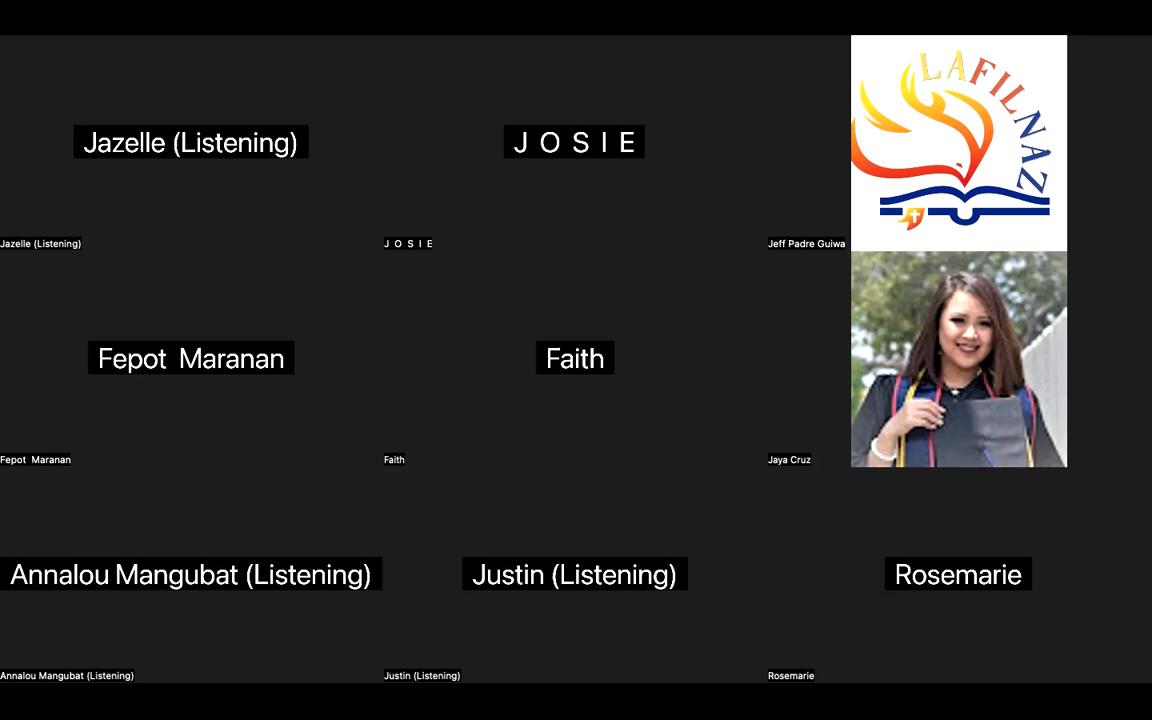 Jazelle (Listening)
J O S I E
LAFILNAZ
Jazelle (Listening)
J O S I E
Jeff Padre Guiwa
Fepot Maranan
Faith
Fepot Maranan
Faith
Jaya Cruz
Annalou Mangubat (Listening)
Justin (Listening)
Rosemarie
Annalou Mangubat (Listening)
Justin (Listening)
Rosemarie